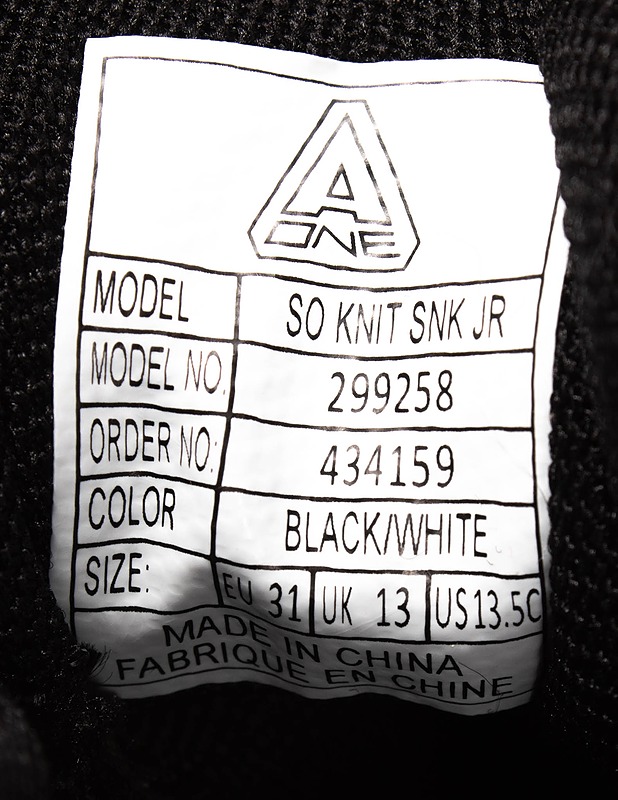 A
ONE
MODEL SO KNIT SNK JR
MODEL NO. 299258
ORDER NO: 434159
COLOR BLACK/WHITE
SIZE: EU 31 UK 13 US13.5C
MADE IN CHINA
FABRIQUE EN CHINE